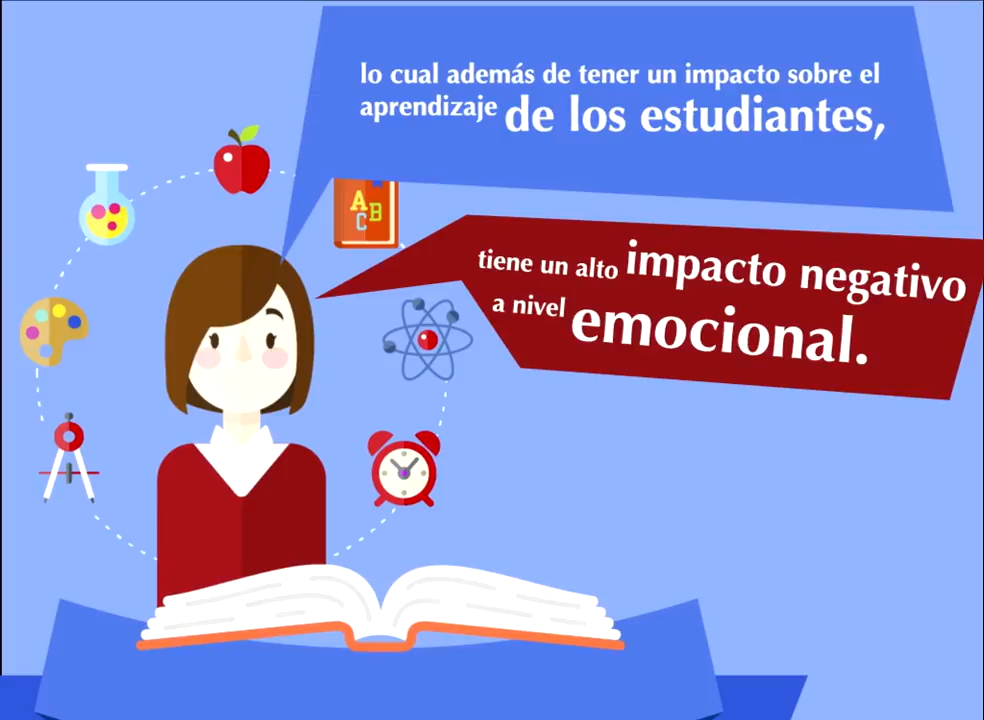 lo cual además de tener un impacto sobre el
aprendizaje de los estudiantes,
A
B
C
tiene un alto impacto negativo
a nivel emocional.